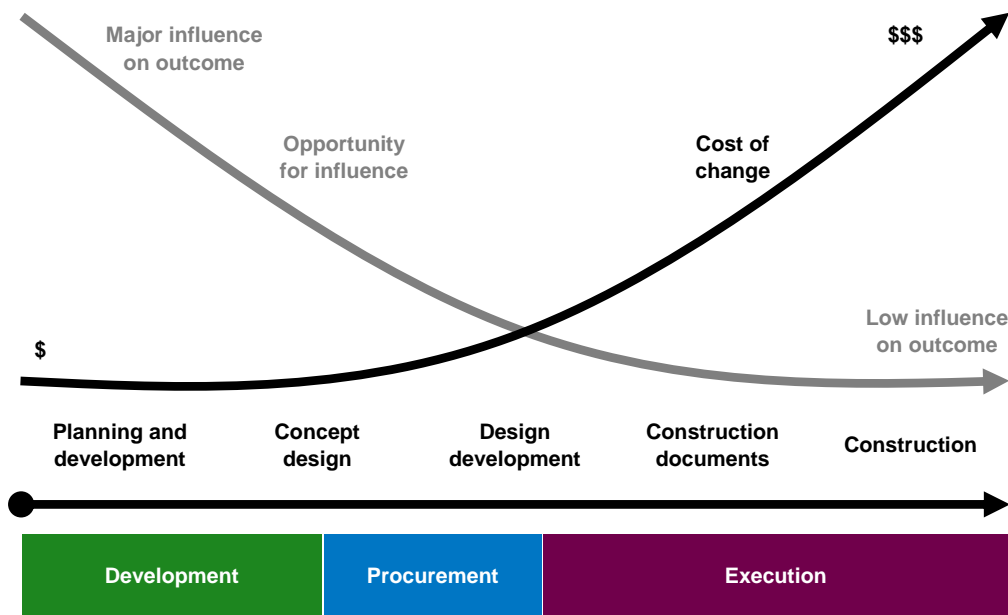 Major influence
on outcome
$$$
Opportunity
for influence
Cost of
change
Low influence
on outcome
$
Planning and
development
Concept
design
Design
development
Construction
documents
Construction
Development
Procurement
Execution